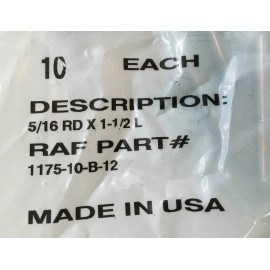 10 EACH
DESCRIPTION:
5/16 RD X 1-1/2 L
RAF PART#
1175-10-B-12
MADE IN USA